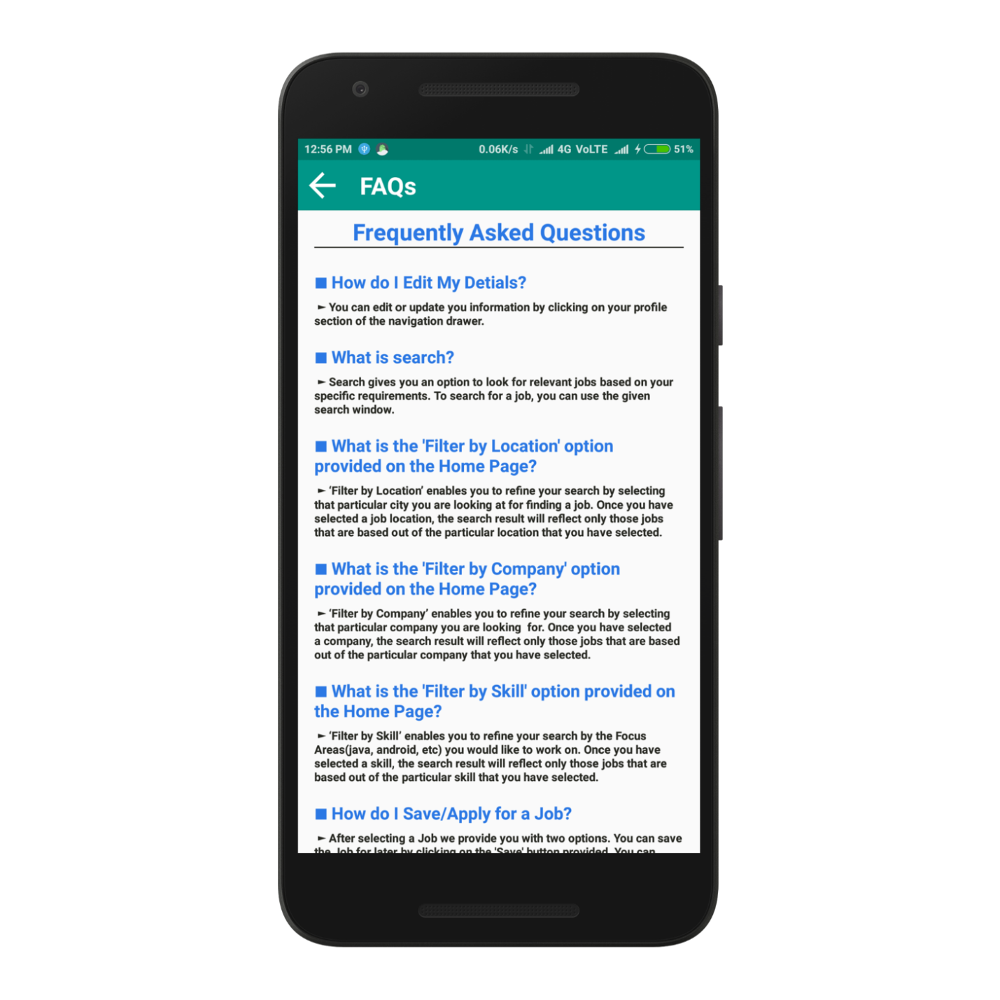 12:56 PM 0.06K/s 4G VoLTE 51%
FAQs
Frequently Asked Questions
■ How do I Edit My Detials?
► You can edit or update you information by clicking on your profile
section of the navigation drawer.
■ What is search?
► Search gives you an option to look for relevant jobs based on your
specific requirements. To search for a job, you can use the given
search window.
■ What is the 'Filter by Location' option
provided on the Home Page?
► ‘Filter by Location’ enables you to refine your search by selecting
that particular city you are looking at for finding a job. Once you have
selected a job location, the search result will reflect only those jobs
that are based out of the particular location that you have selected.
■ What is the 'Filter by Company' option
provided on the Home Page?
► ‘Filter by Company’ enables you to refine your search by selecting
that particular company you are looking  for. Once you have selected
a company, the search result will reflect only those jobs that are based
out of the particular company that you have selected.
■ What is the 'Filter by Skill' option provided on
the Home Page?
► ‘Filter by Skill’ enables you to refine your search by the Focus
Areas(java, android, etc) you would like to work on. Once you have
selected a skill, the search result will reflect only those jobs that are
based out of the particular skill that you have selected.
■ How do I Save/Apply for a Job?
► After selecting a Job we provide you with two options. You can save
the Job for later by clicking on the 'Save' button provided. You can